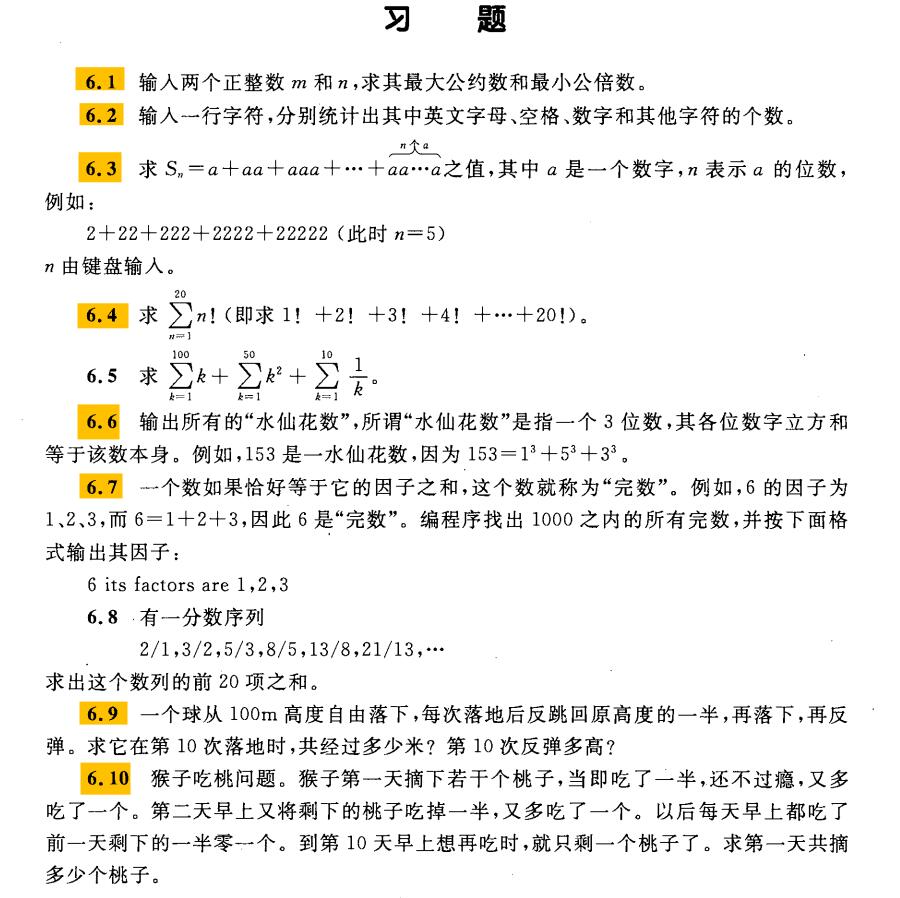 习 题
6.1 输入两个正整数 m 和 n,求其最大公约数和最小公倍数。
6.2 输入一行字符,分别统计出其中英文字母、空格、数字和其他字符的个数。
n个a
6.3 求 Sₙ=a+aa+aaa+⋯+aa⋯a之值,其中 a 是一个数字,n 表示 a 的位数,
例如:
2+22+222+2222+22222(此时 n=5)
n 由键盘输入。
6.4 求 ∑_{n=1}^{20} n!(即求 1! +2! +3! +4! +⋯+20!)。
6.5 求 ∑_{k=1}^{100} k+∑_{k=1}^{50} k²+∑_{k=1}^{10} 1/k。
6.6 输出所有的“水仙花数”,所谓“水仙花数”是指一个 3 位数,其各位数字立方和
等于该数本身。例如,153 是一水仙花数,因为 153=1³+5³+3³。
6.7 一个数如果恰好等于它的因子之和,这个数就称为“完数”。例如,6 的因子为
1、2、3,而 6=1+2+3,因此 6 是“完数”。编程序找出 1000 之内的所有完数,并按下面格
式输出其因子:
6 its factors are 1,2,3
6.8 有一分数序列
2/1,3/2,5/3,8/5,13/8,21/13,⋯
求出这个数列的前 20 项之和。
6.9 一个球从 100m 高度自由落下,每次落地后反跳回原高度的一半,再落下,再反
弹。求它在第 10 次落地时,共经过多少米? 第 10 次反弹多高?
6.10 猴子吃桃问题。猴子第一天摘下若干个桃子,当即吃了一半,还不过瘾,又多
吃了一个。第二天早上又将剩下的桃子吃掉一半,又多吃了一个。以后每天早上都吃了
前一天剩下的一半零一个。到第 10 天早上想再吃时,就只剩一个桃子了。求第一天共摘
多少个桃子。